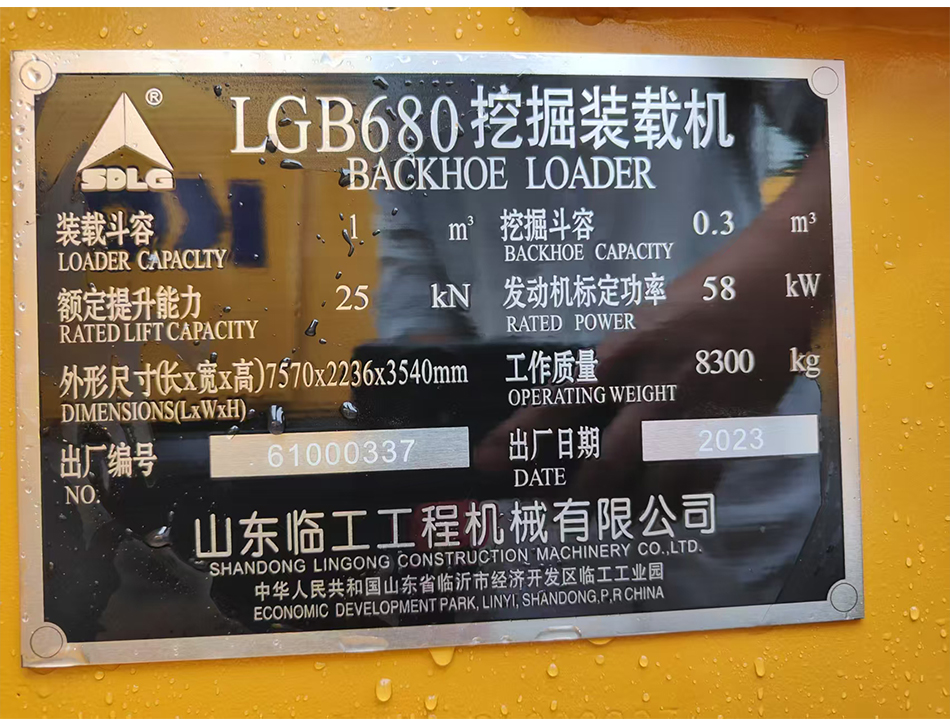 ®
SDLG
LGB680挖掘装载机
BACKHOE LOADER
装载斗容 1 m³
LOADER CAPACLTY
挖掘斗容 0.3 m³
BACKHOE CAPACITY
额定提升能力 25 kN
RATED LIFT CAPACITY
发动机标定功率 58 kW
RATED POWER
外形尺寸(长x宽x高)7570x2236x3540mm
DIMENSIONS(LxWxH)
工作质量 8300 kg
OPERATING WEIGHT
出厂编号 61000337
NO.
出厂日期 2023
DATE
山东临工工程机械有限公司
SHANDONG LINGONG CONSTRUCTION MACHINERY CO.,LTD.
中华人民共和国山东省临沂市经济开发区临工工业园
ECONOMIC DEVELOPMENT PARK, LINYI, SHANDONG,P,R CHINA